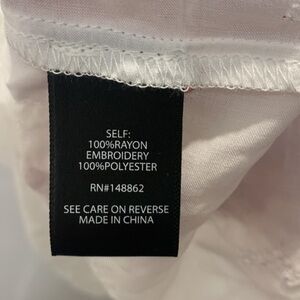 SELF:
100%RAYON
EMBROIDERY
100%POLYESTER
RN#148862
SEE CARE ON REVERSE
MADE IN CHINA